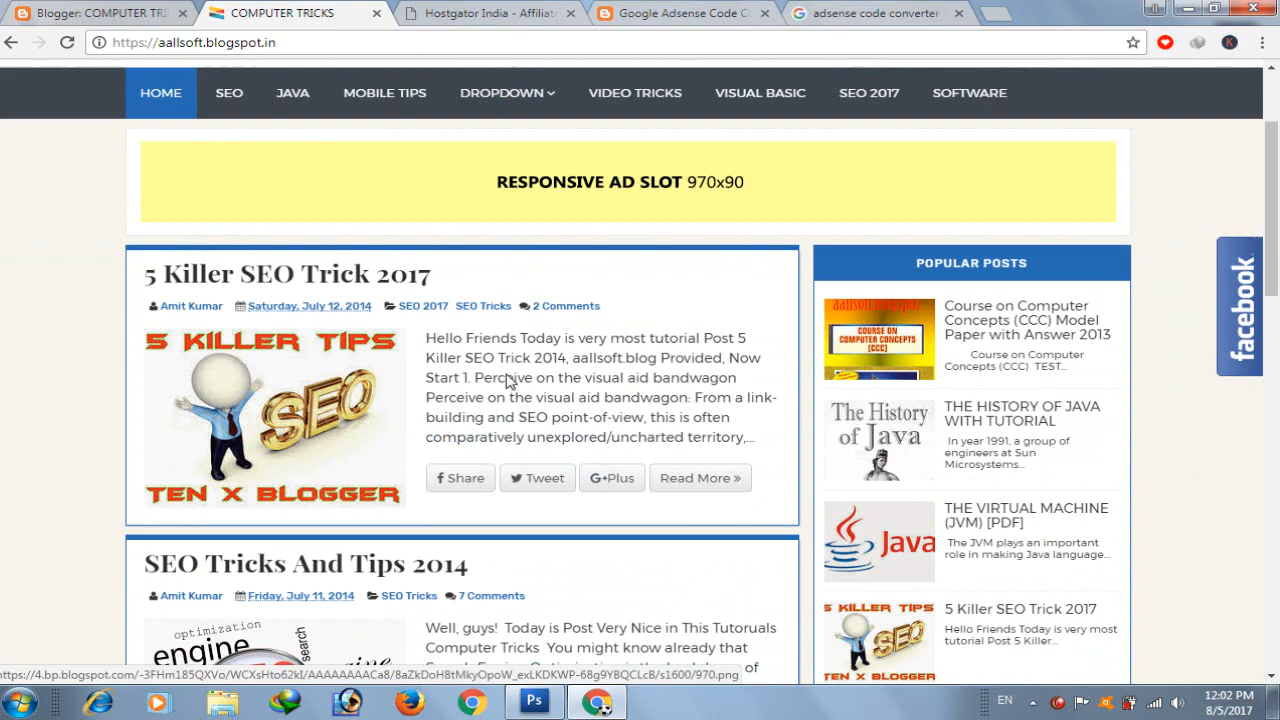 Blogger: COMPUTER TRI
COMPUTER TRICKS
Hostgator India - Affiliate
Google Adsense Code C
adsense code converter
https://aallsoft.blogspot.in
K
HOME SEO JAVA MOBILE TIPS DROPDOWN VIDEO TRICKS VISUAL BASIC SEO 2017 SOFTWARE
RESPONSIVE AD SLOT 970x90
5 Killer SEO Trick 2017
Amit Kumar Saturday, July 12, 2014 SEO 2017 SEO Tricks 2 Comments
5 KILLER TIPS
SEO
TEN X BLOGGER
Hello Friends Today is very most tutorial Post 5
Killer SEO Trick 2014, aallsoft.blog Provided, Now
Start 1. Perceive on the visual aid bandwagon
Perceive on the visual aid bandwagon: From a link-
building and SEO point-of-view, this is often
comparatively unexplored/uncharted territory,...
Share Tweet G+Plus Read More »
SEO Tricks And Tips 2014
Amit Kumar Friday, July 11, 2014 SEO Tricks 7 Comments
optimization
engine
search
Well, guys! Today is Post Very Nice in This Tutoruals
Computer Tricks You might know already that
POPULAR POSTS
COURSE ON
COMPUTER
CONCEPTS
(CCC)
Course on Computer
Concepts (CCC) Model
Paper with Answer 2013
Course on Computer
Concepts (CCC) TEST...
The History
of Java
THE HISTORY OF JAVA
WITH TUTORIAL
In year 1991, a group of
engineers at Sun
Microsystems...
Java
THE VIRTUAL MACHINE
(JVM) [PDF]
The JVM plays an important
role in making Java language...
5 KILLER TIPS
SEO
5 Killer SEO Trick 2017
Hello Friends Today is very most
tutorial Post 5 Killer...
facebook
https://4.bp.blogspot.com/-3FHm185QXVo/WCXsHto62kI/AAAAAAAACa8/8aZkDoH8tMkyOpoW_exLKDKWP-68g9YBQCLcB/s1600/970.png
Ps
EN
12:02 PM
8/5/2017